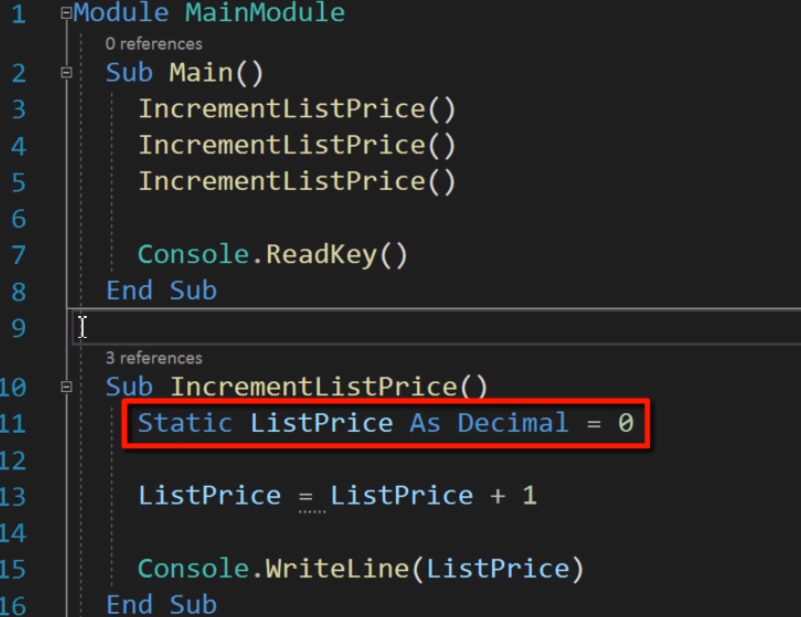 1 Module MainModule
0 references
2 Sub Main()
3 IncrementListPrice()
4 IncrementListPrice()
5 IncrementListPrice()
6
7 Console.ReadKey()
8 End Sub
9
3 references
10 Sub IncrementListPrice()
11 Static ListPrice As Decimal = 0
12
13 ListPrice = ListPrice + 1
14
15 Console.WriteLine(ListPrice)
16 End Sub